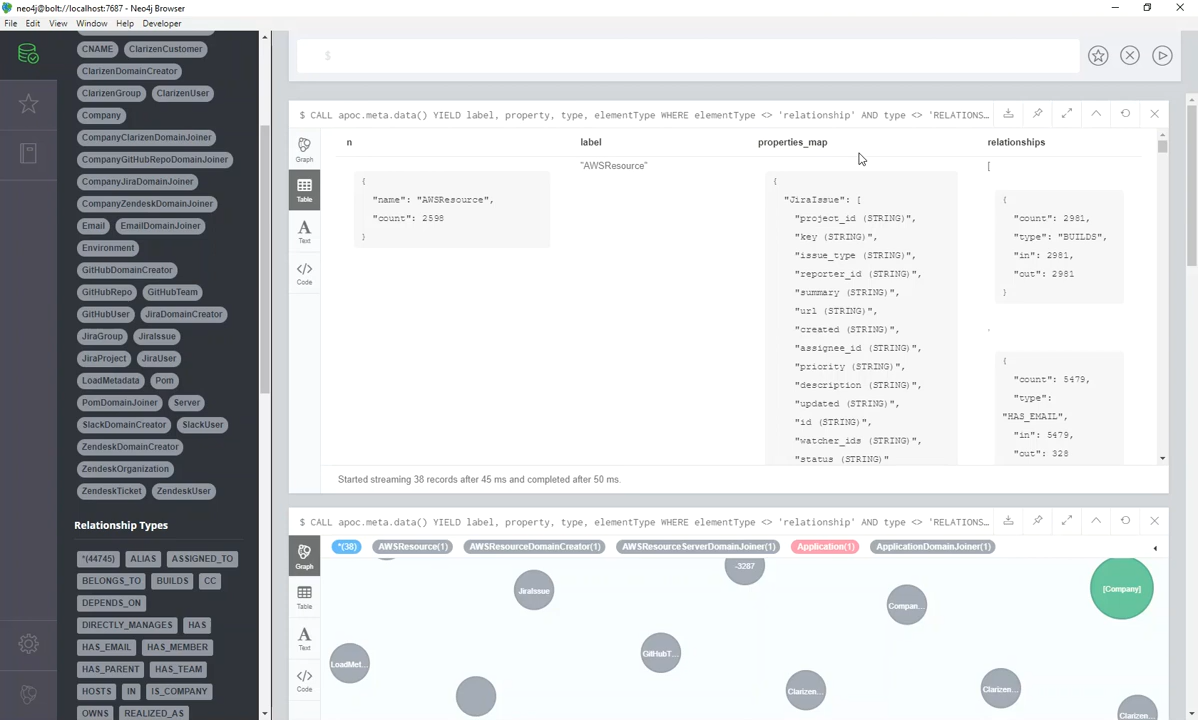 neo4j@bolt://localhost:7687 - Neo4j Browser
File Edit View Window Help Developer
CNAME ClarizenCustomer
ClarizenDomainCreator
ClarizenGroup ClarizenUser
Company
CompanyClarizenDomainJoiner
CompanyGitHubRepoDomainJoiner
CompanyJiraDomainJoiner
CompanyZendeskDomainJoiner
Email EmailDomainJoiner
Environment
GitHubDomainCreator
GitHubRepo GitHubTeam
GitHubUser JiraDomainCreator
JiraGroup JiraIssue
JiraProject JiraUser
LoadMetadata Pom
PomDomainJoiner Server
SlackDomainCreator SlackUser
ZendeskDomainCreator
ZendeskOrganization
ZendeskTicket ZendeskUser
Relationship Types
*(44745) ALIAS ASSIGNED_TO
BELONGS_TO BUILDS CC
DEPENDS_ON
DIRECTLY_MANAGES HAS
HAS_EMAIL HAS_MEMBER
HAS_PARENT HAS_TEAM
HOSTS IN IS_COMPANY
OWNS REALIZED_AS
$
$ CALL apoc.meta.data() YIELD label, property, type, elementType WHERE elementType <> 'relationship' AND type <> 'RELATIONS…
Graph
Table
Text
Code
n label properties_map relationships
{
"name": "AWSResource",
"count": 2598
}
"AWSResource"
{
"JiraIssue": [
"project_id (STRING)",
"key (STRING)",
"issue_type (STRING)",
"reporter_id (STRING)",
"summary (STRING)",
"url (STRING)",
"created (STRING)",
"assignee_id (STRING)",
"priority (STRING)",
"description (STRING)",
"updated (STRING)",
"id (STRING)",
"watcher_ids (STRING)",
"status (STRING)"
[
{
"count": 2981,
"type": "BUILDS",
"in": 2981,
"out": 2981
}
,
{
"count": 5479,
"type":
"HAS_EMAIL",
"in": 5479,
"out": 328
Started streaming 38 records after 45 ms and completed after 50 ms.
$ CALL apoc.meta.data() YIELD label, property, type, elementType WHERE elementType <> 'relationship' AND type <> 'RELATIONS…
Graph
Table
Text
Code
*(38) AWSResource(1) AWSResourceDomainCreator(1) AWSResourceServerDomainJoiner(1) Application(1) ApplicationDomainJoiner(1)
-3287
JiraIssue
[Company]
Compan…
GitHubT…
LoadMet…
Clarizen…
Clarizen…
Clarizen…